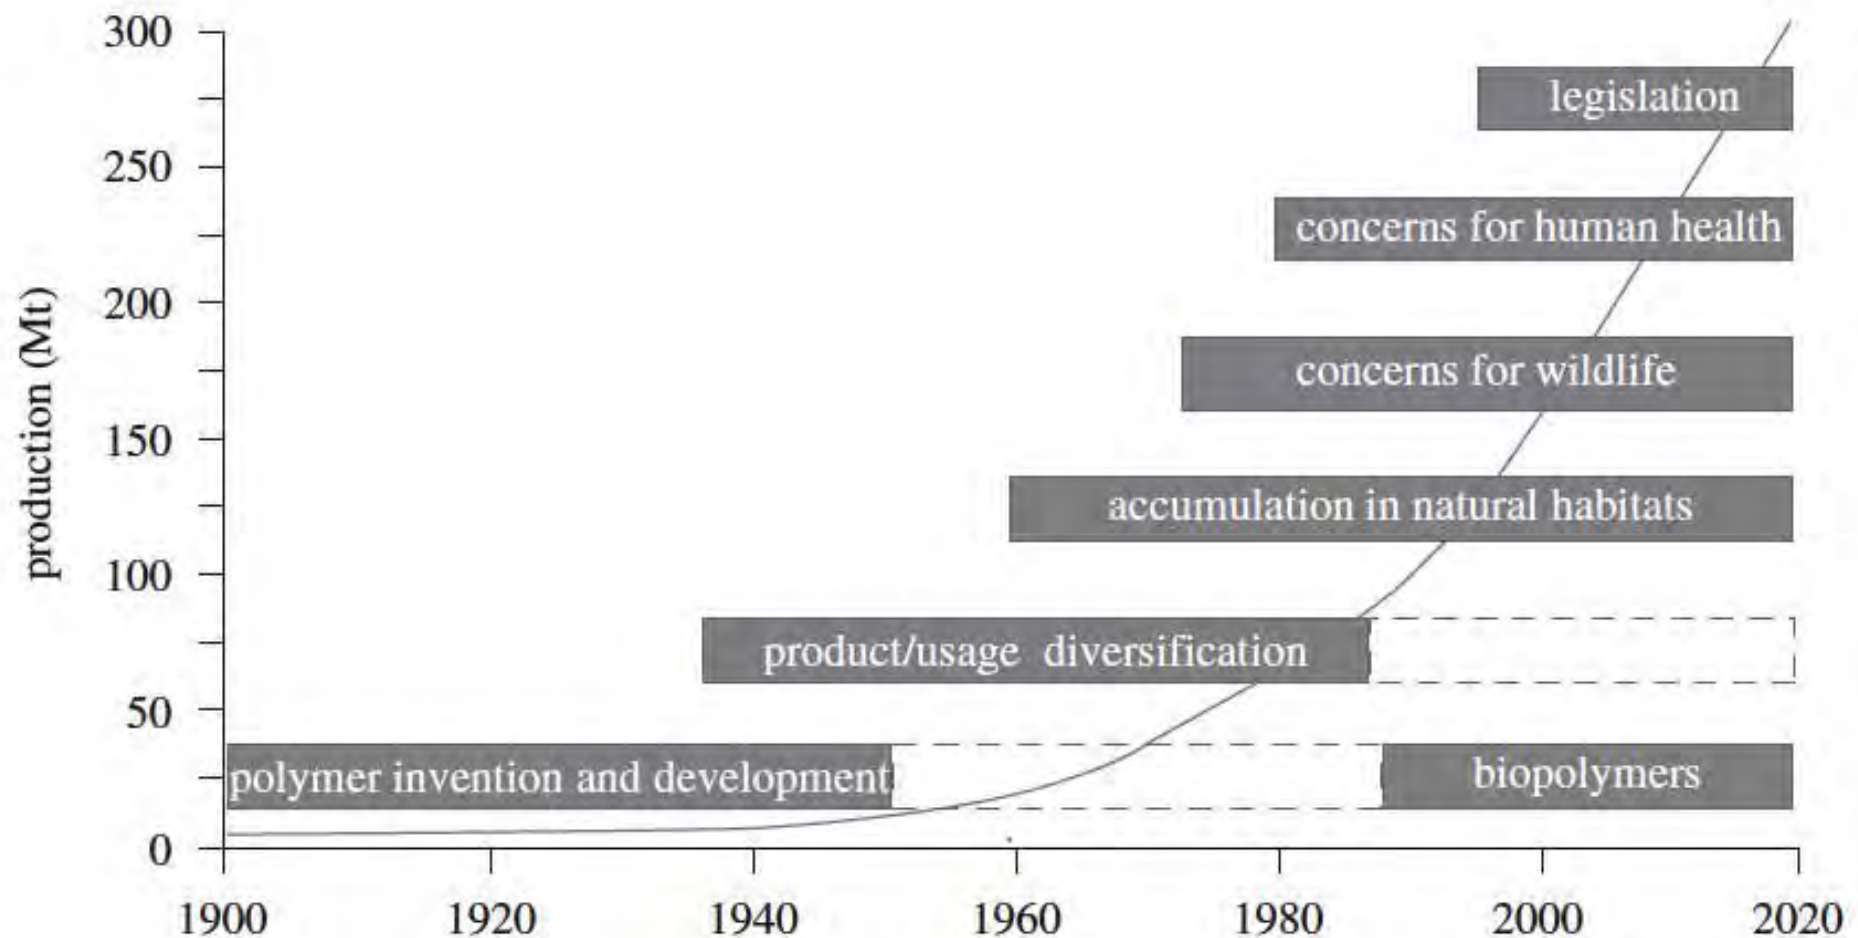 300
250
200
150
100
50
0
production (Mt)
legislation
concerns for human health
concerns for wildlife
accumulation in natural habitats
product/usage diversification
polymer invention and development
biopolymers
1900 1920 1940 1960 1980 2000 2020